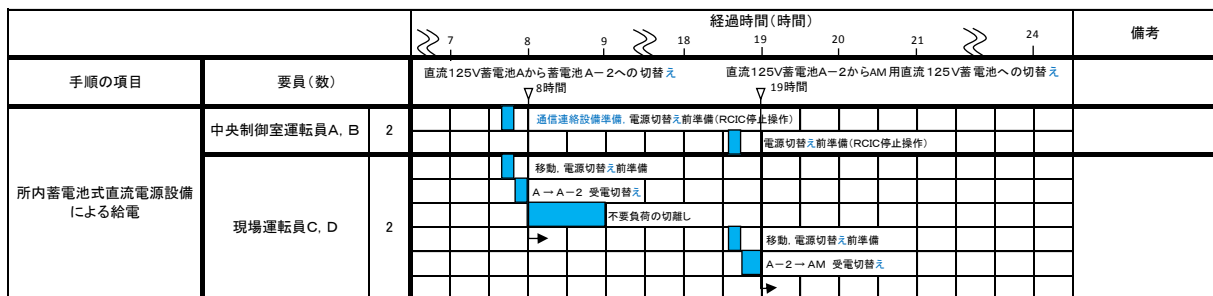 経過時間(時間)
備考
7 8 9 18 19 20 21 24
手順の項目
要員(数)
直流125V蓄電池Aから蓄電池A-2への切替え
直流125V蓄電池A-2からAM用直流125V蓄電池への切替え
8時間
19時間
所内蓄電池式直流電源設備
による給電
中央制御室運転員A, B
2
通信連絡設備準備, 電源切替え前準備(RCIC停止操作)
電源切替え前準備(RCIC停止操作)
現場運転員C, D
2
移動, 電源切替え前準備
A→A-2 受電切替え
不要負荷の切離し
移動, 電源切替え前準備
A-2→AM 受電切替え